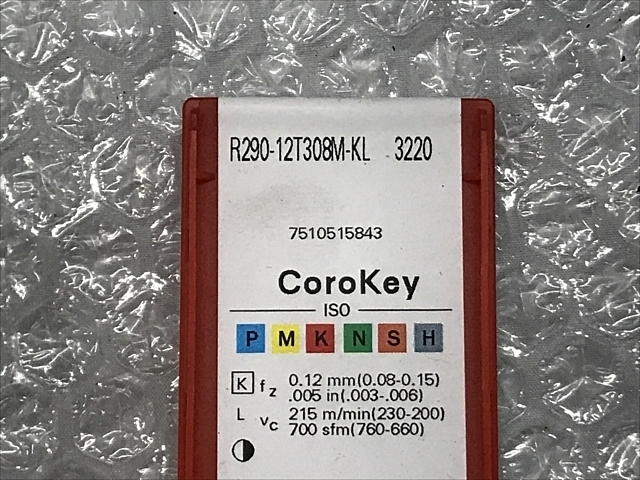 R290-12T308M-KL 3220
7510515843
CoroKey
ISO
P M K N S H
K fz 0.12 mm(0.08-0.15)
.005 in(.003-.006)
L vc 215 m/min(230-200)
700 sfm(760-660)